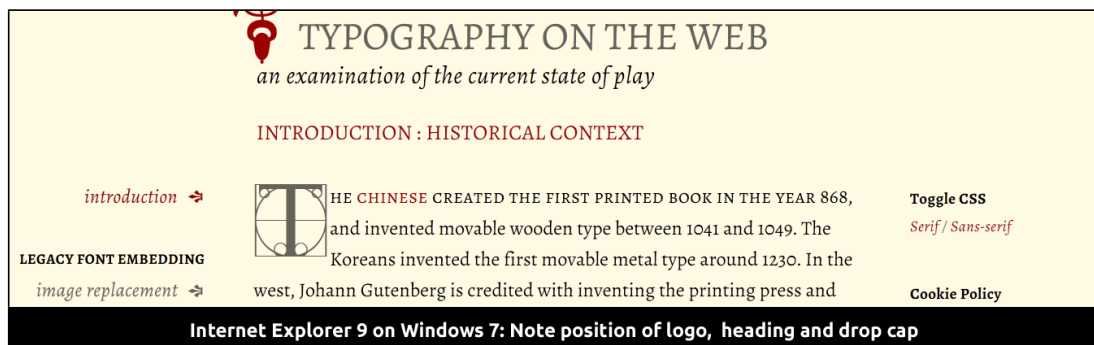 TYPOGRAPHY ON THE WEB
an examination of the current state of play
INTRODUCTION : HISTORICAL CONTEXT
introduction
LEGACY FONT EMBEDDING
image replacement
THE CHINESE CREATED THE FIRST PRINTED BOOK IN THE YEAR 868,
and invented movable wooden type between 1041 and 1049. The
Koreans invented the first movable metal type around 1230. In the
west, Johann Gutenberg is credited with inventing the printing press and
Toggle CSS
Serif / Sans-serif
Cookie Policy
Internet Explorer 9 on Windows 7: Note position of logo, heading and drop cap